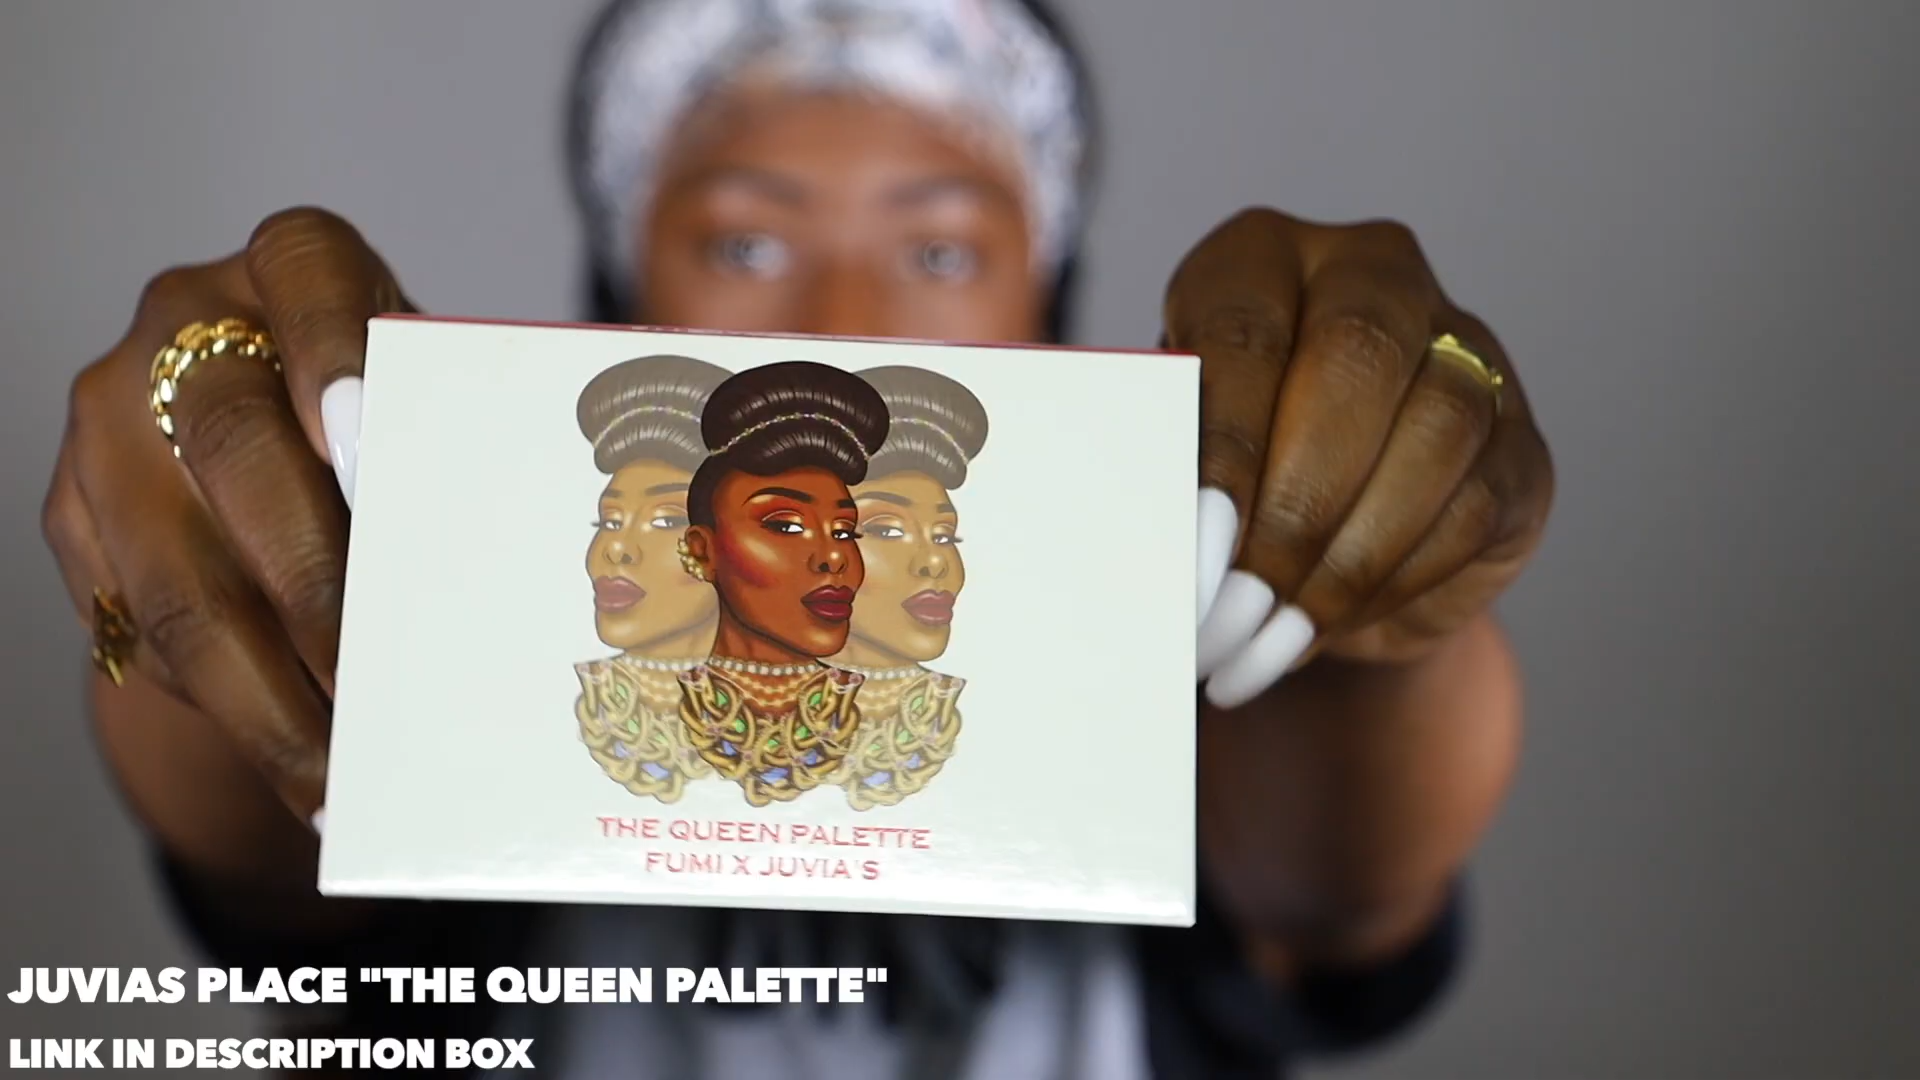 THE QUEEN PALETTE
FUMI X JUVIA'S
JUVIAS PLACE "THE QUEEN PALETTE"
LINK IN DESCRIPTION BOX